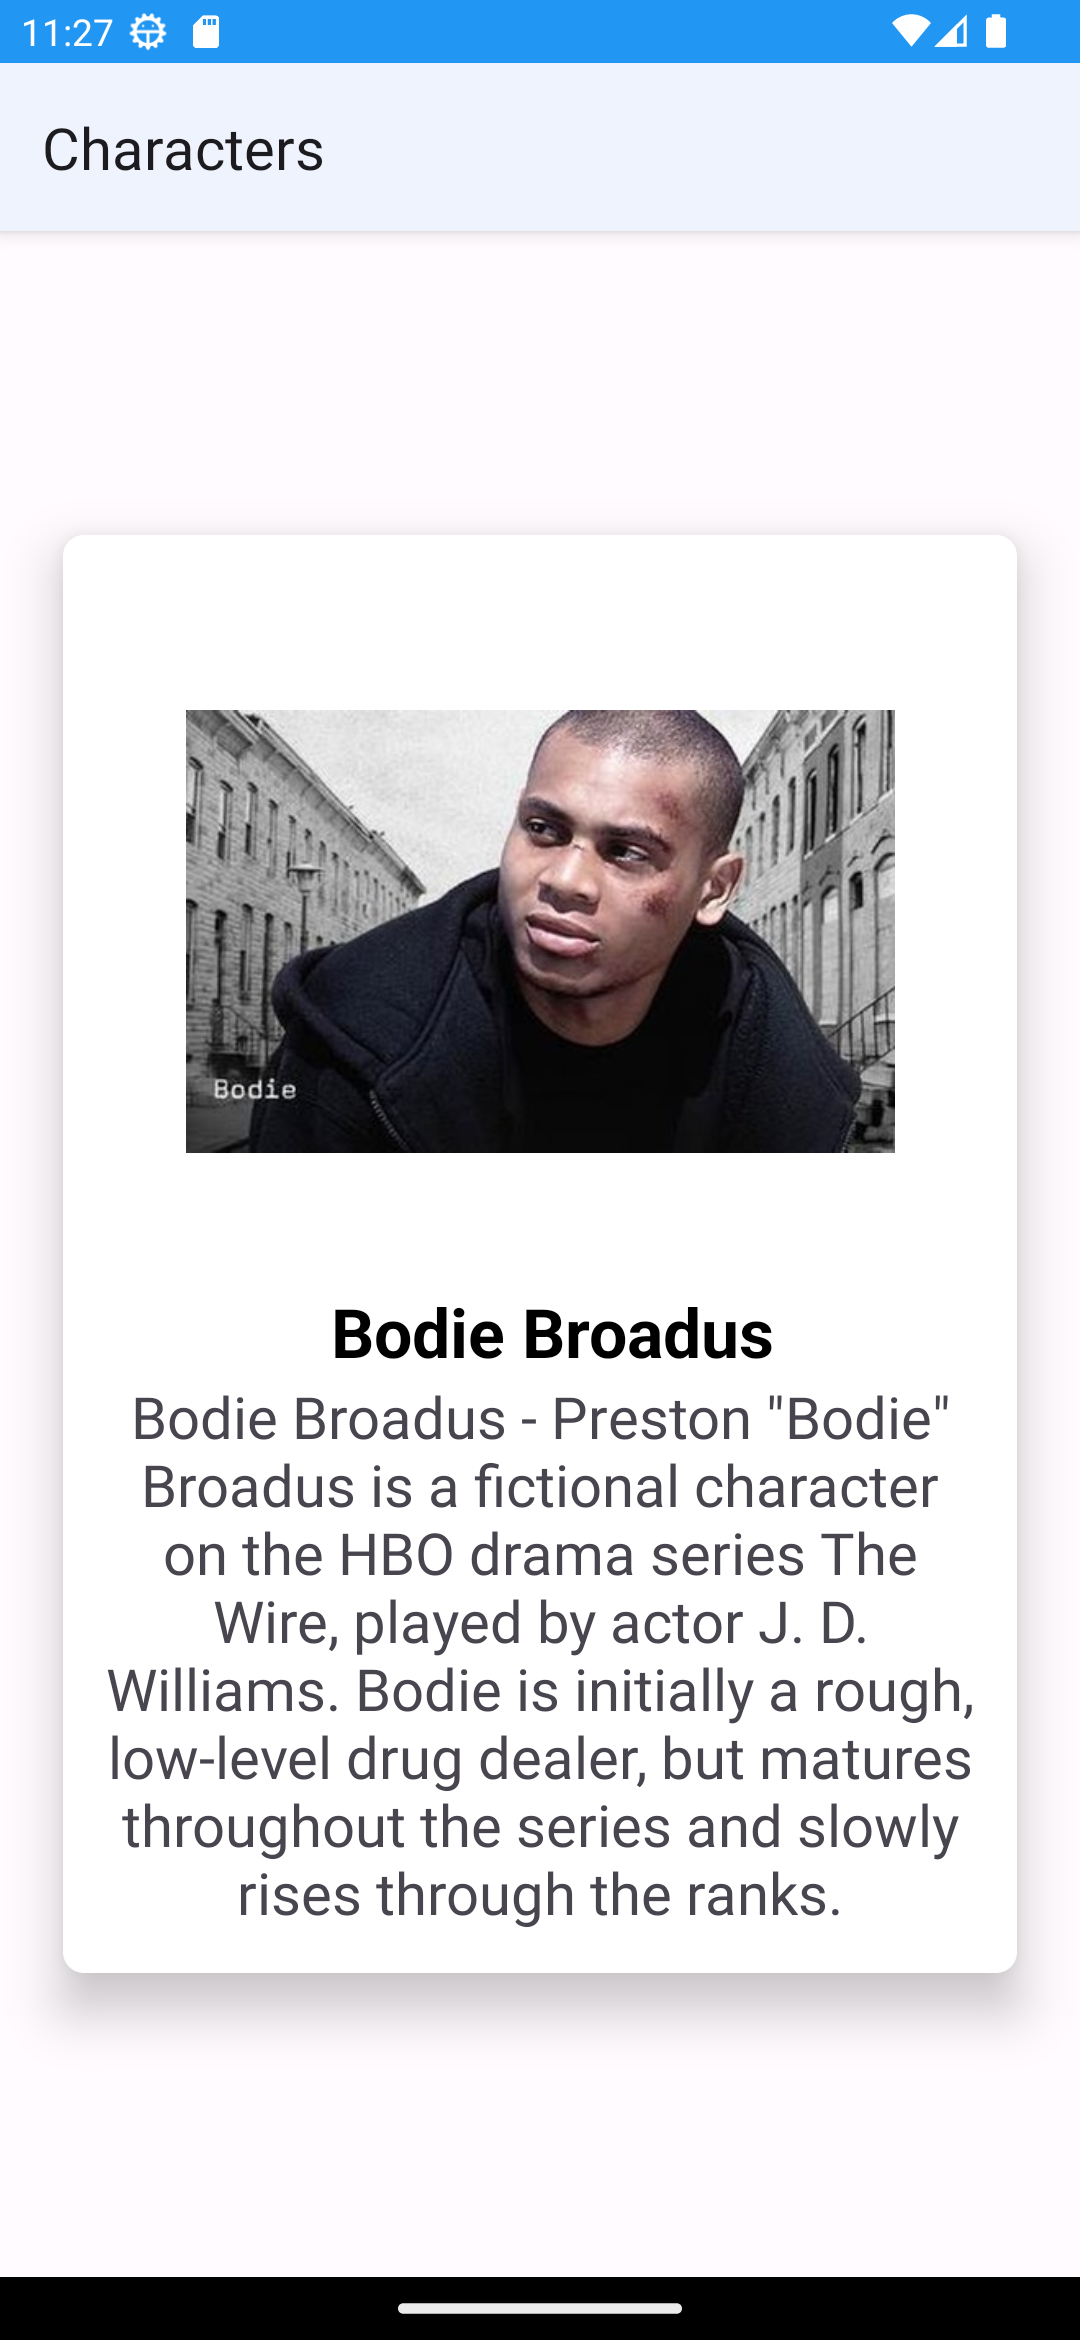 11:27
Characters
Bodie
Bodie Broadus
Bodie Broadus - Preston "Bodie"
Broadus is a fictional character
on the HBO drama series The
Wire, played by actor J. D.
Williams. Bodie is initially a rough,
low-level drug dealer, but matures
throughout the series and slowly
rises through the ranks.